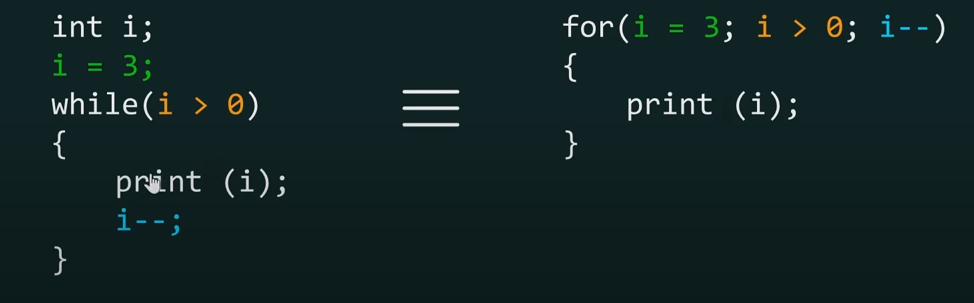 int i;
i = 3;
while(i > 0)
{
    print (i);
    i--;
}
≡
for(i = 3; i > 0; i--)
{
    print (i);
}